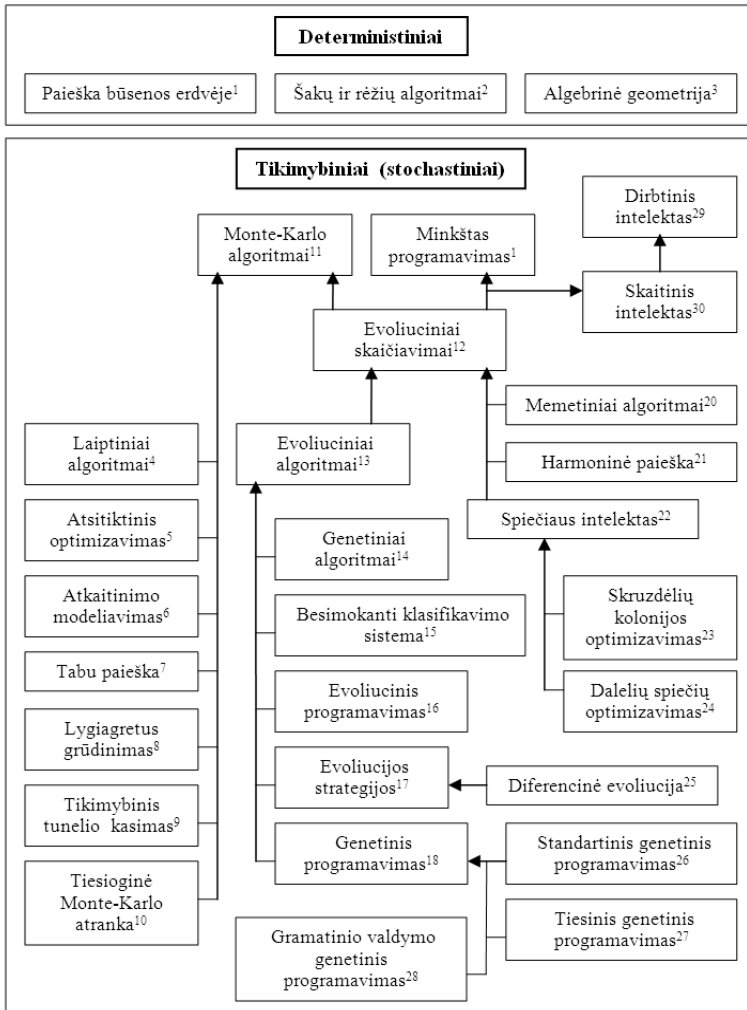 Deterministiniai
Paieška būsenos erdvėje¹
Šakų ir rėžių algoritmai²
Algebrinė geometrija³
Tikimybiniai (stochastiniai)
Dirbtinis
intelektas²⁹
Monte-Karlo
algoritmai¹¹
Minkštas
programavimas¹
Skaitinis
intelektas³⁰
Evoliuciniai
skaičiavimai¹²
Memetiniai algoritmai²⁰
Laiptiniai
algoritmai⁴
Evoliuciniai
algoritmai¹³
Harmoninė paieška²¹
Atsitiktinis
optimizavimas⁵
Spiečiaus intelektas²²
Genetiniai
algoritmai¹⁴
Atkaitinimo
modeliavimas⁶
Besimokanti klasifikavimo
sistema¹⁵
Skruzdėlių
kolonijos
optimizavimas²³
Tabu paieška⁷
Evoliucinis
programavimas¹⁶
Dalelių spiečių
optimizavimas²⁴
Lygiagretus
grūdinimas⁸
Evoliucijos
strategijos¹⁷
Diferencinė evoliucija²⁵
Tikimybinis
tunelio kasimas⁹
Genetinis
programavimas¹⁸
Standartinis genetinis
programavimas²⁶
Tiesioginė
Monte-Karlo
atranka¹⁰
Tiesinis genetinis
programavimas²⁷
Gramatinio valdymo
genetinis
programavimas²⁸